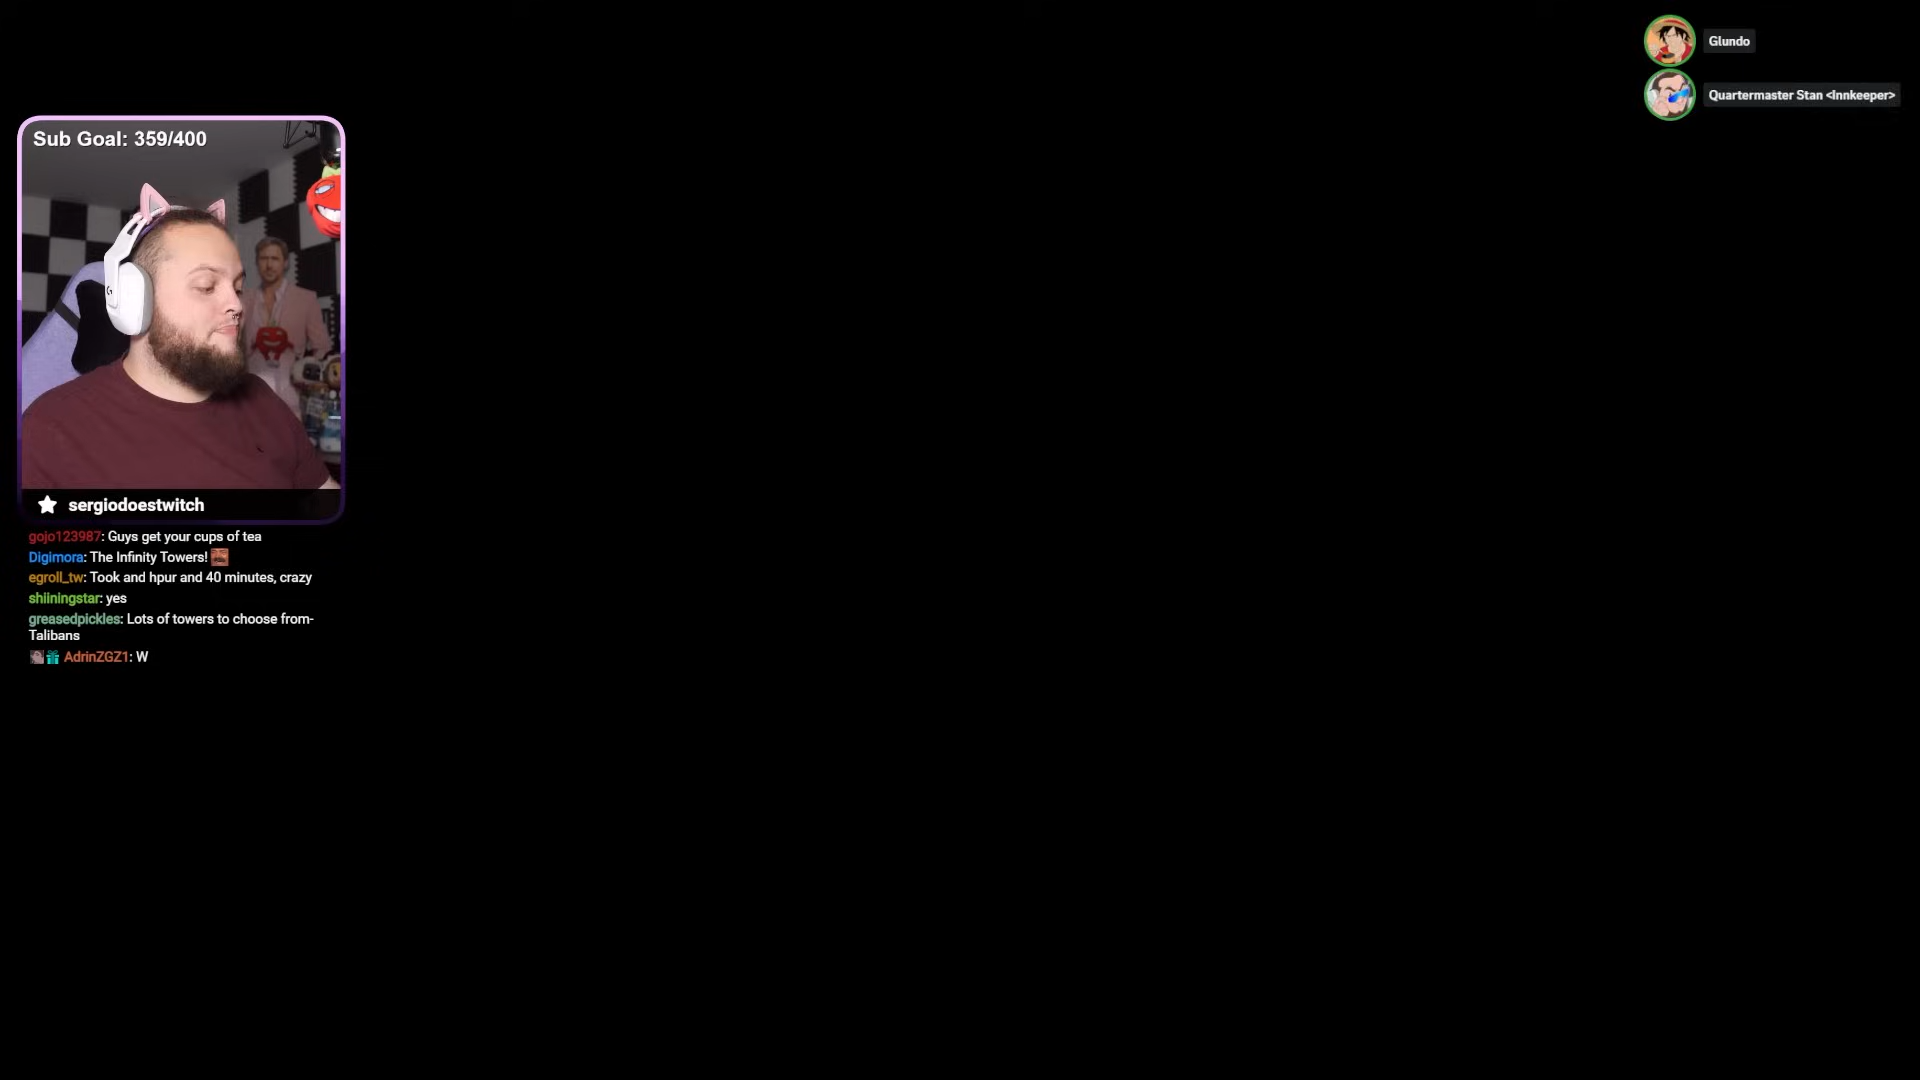 Glundo
Quartermaster Stan <Innkeeper>
Sub Goal: 359/400
sergiodoestwitch
gojo123987: Guys get your cups of tea
Digimora: The Infinity Towers!
egroll_tw: Took and hpur and 40 minutes, crazy
shiiningstar: yes
greasedpickles: Lots of towers to choose from-
Talibans
AdrinZGZ1: W